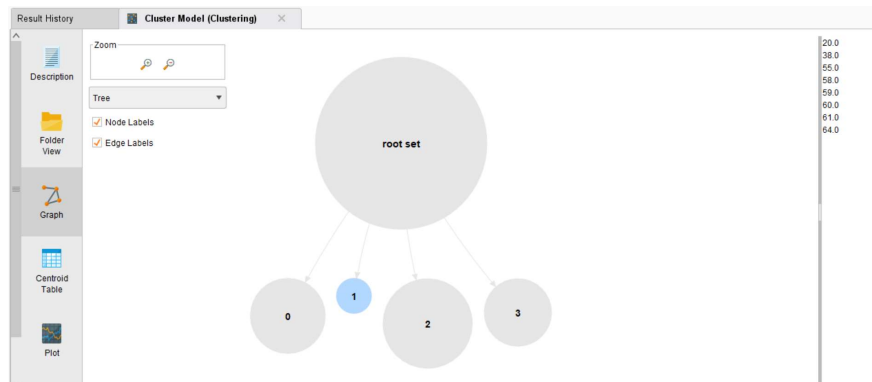 Result History
Cluster Model (Clustering)
Description
Folder
View
Graph
Centroid
Table
Plot
Zoom
Tree
Node Labels
Edge Labels
root set
0
1
2
3
20.0
38.0
55.0
58.0
59.0
60.0
61.0
64.0